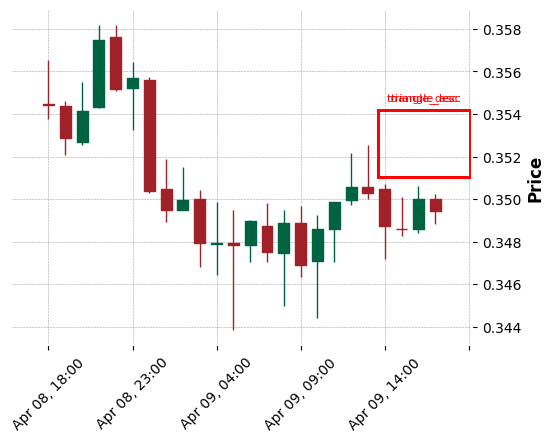 0.358
0.356
triangle_desc
0.354
0.352
0.350
0.348
0.346
0.344
Price
Apr 08, 18:00
Apr 08, 23:00
Apr 09, 04:00
Apr 09, 09:00
Apr 09, 14:00